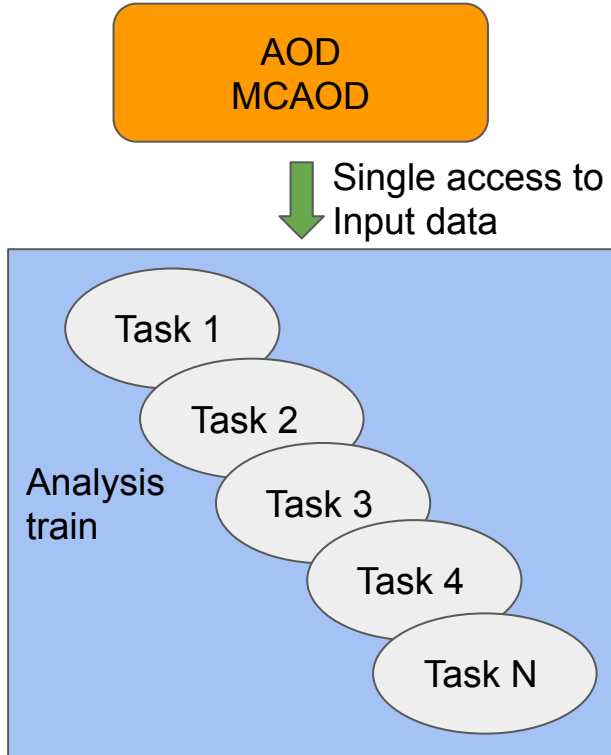 AOD
MCAOD
Single access to
Input data
Task 1
Task 2
Task 3
Analysis
train
Task 4
Task N